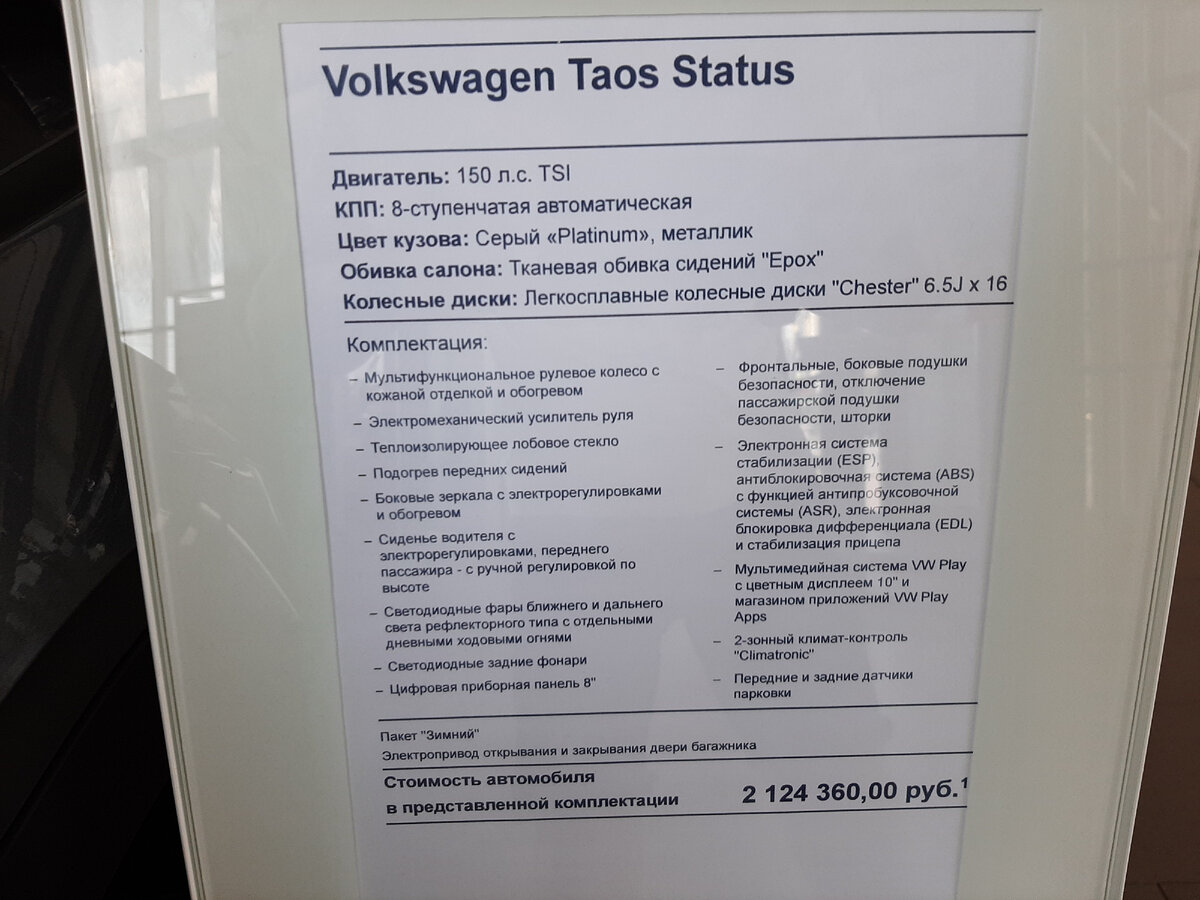 Volkswagen Taos Status
Двигатель: 150 л.с. TSI
КПП: 8-ступенчатая автоматическая
Цвет кузова: Серый «Platinum», металлик
Обивка салона: Тканевая обивка сидений "Epox"
Колесные диски: Легкосплавные колесные диски "Chester" 6.5J x 16
Комплектация:
– Мультифункциональное рулевое колесо с
кожаной отделкой и обогревом
– Электромеханический усилитель руля
– Теплоизолирующее лобовое стекло
– Подогрев передних сидений
– Боковые зеркала с электрорегулировками
и обогревом
– Сиденье водителя с
электрорегулировками, переднего
пассажира - с ручной регулировкой по
высоте
– Светодиодные фары ближнего и дальнего
света рефлекторного типа с отдельными
дневными ходовыми огнями
– Светодиодные задние фонари
– Цифровая приборная панель 8"
– Фронтальные, боковые подушки
безопасности, отключение
пассажирской подушки
безопасности, шторки
– Электронная система
стабилизации (ESP),
антиблокировочная система (ABS)
с функцией антипробуксовочной
системы (ASR), электронная
блокировка дифференциала (EDL)
и стабилизация прицепа
– Мультимедийная система VW Play
с цветным дисплеем 10" и
магазином приложений VW Play
Apps
– 2-зонный климат-контроль
"Climatronic"
– Передние и задние датчики
парковки
Пакет "Зимний"
Электропривод открывания и закрывания двери багажника
Стоимость автомобиля
в представленной комплектации 2 124 360,00 руб.¹